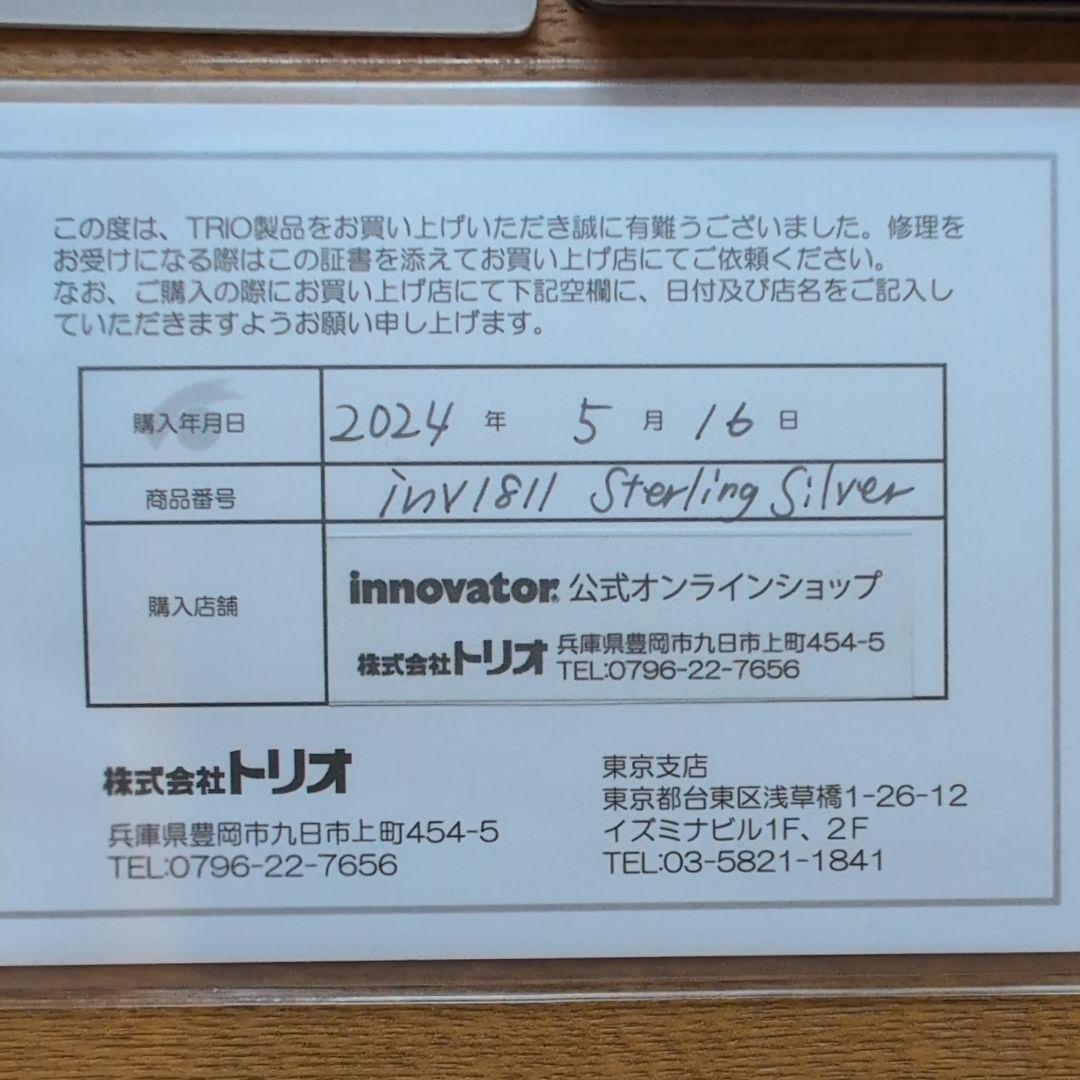 この度は、TRIO製品をお買い上げいただき誠に有難うございました。修理を
お受けになる際はこの証書を添えてお買い上げ店にてご依頼ください。
なお、ご購入の際にお買い上げ店にて下記空欄に、日付及び店名をご記入し
ていただきますようお願い申し上げます。
購入年月日 2024 年 5 月 16 日
商品番号 inv1811 Sterling Silver
購入店舗
innovator® 公式オンラインショップ
株式会社トリオ 兵庫県豊岡市九日市上町454-5
TEL:0796-22-7656
株式会社トリオ
兵庫県豊岡市九日市上町454-5
TEL:0796-22-7656
東京支店
東京都台東区浅草橋1-26-12
イズミナビル1F、2F
TEL:03-5821-1841